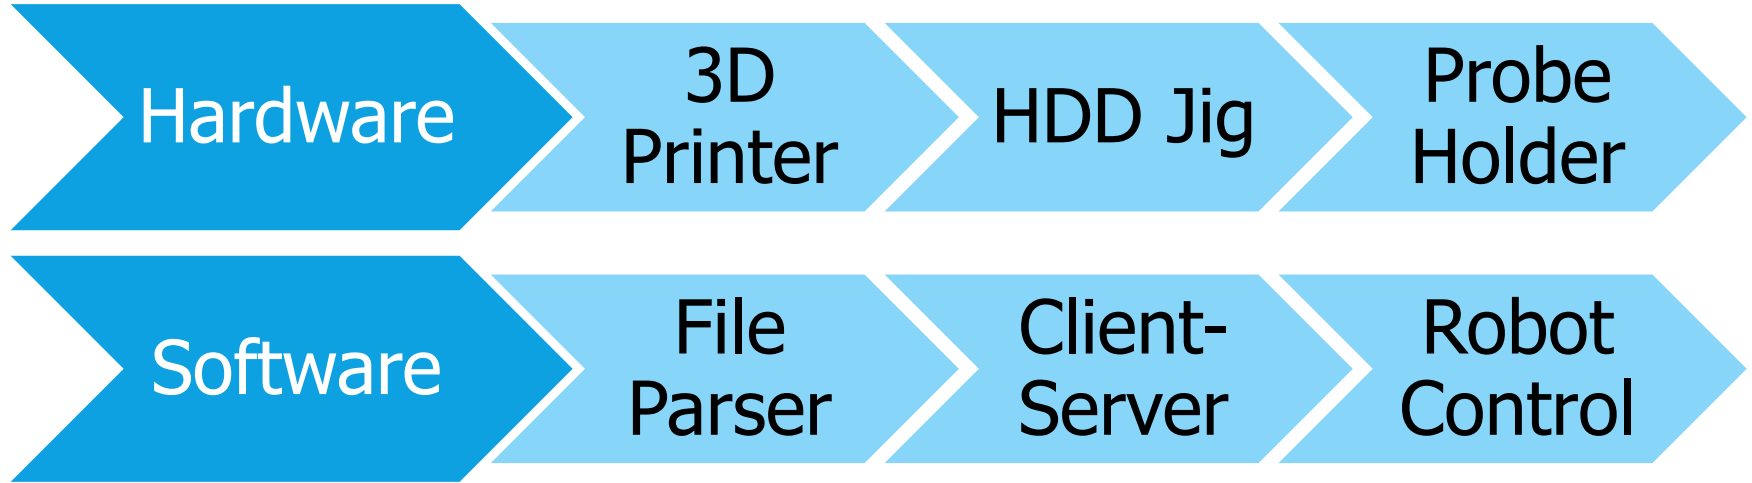 Hardware
3D
Printer
HDD Jig
Probe
Holder
Software
File
Parser
Client-
Server
Robot
Control